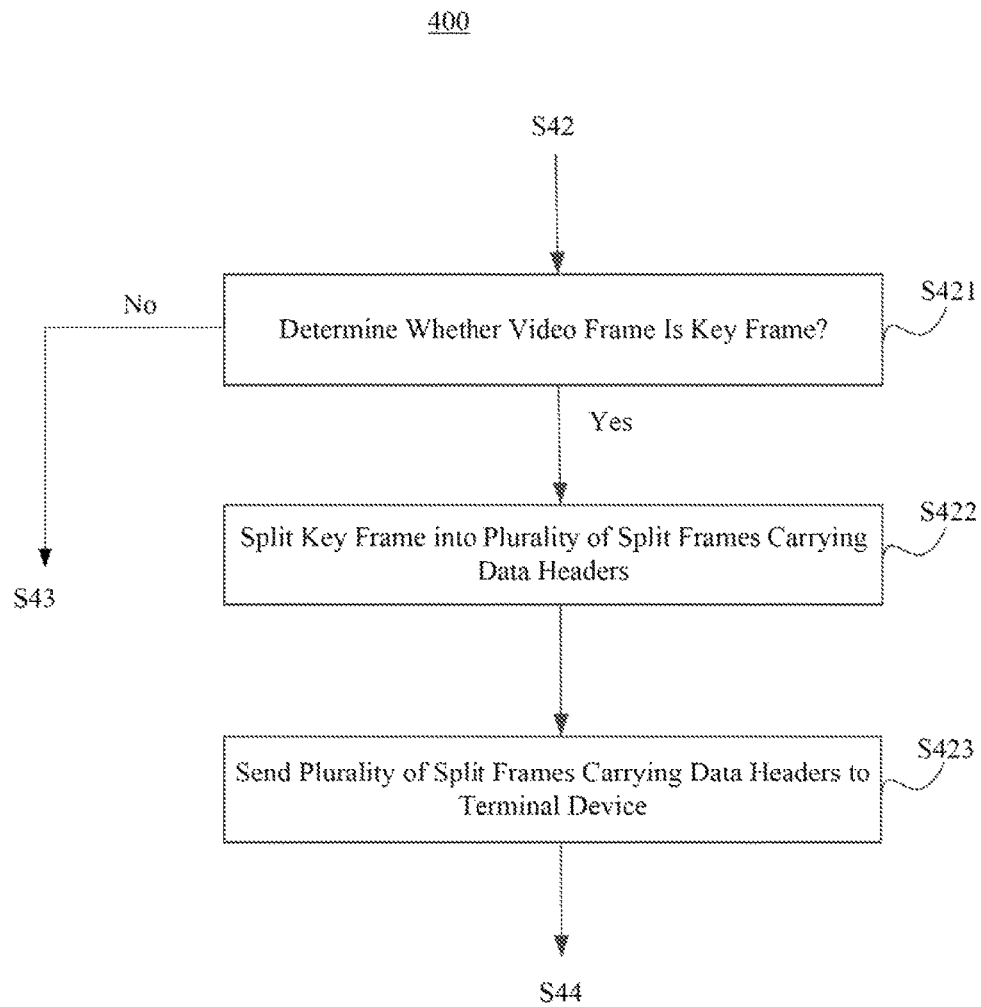 400
S42
No
S421
Determine Whether Video Frame Is Key Frame?
Yes
S422
Split Key Frame into Plurality of Split Frames Carrying
Data Headers
S43
S423
Send Plurality of Split Frames Carrying Data Headers to
Terminal Device
S44